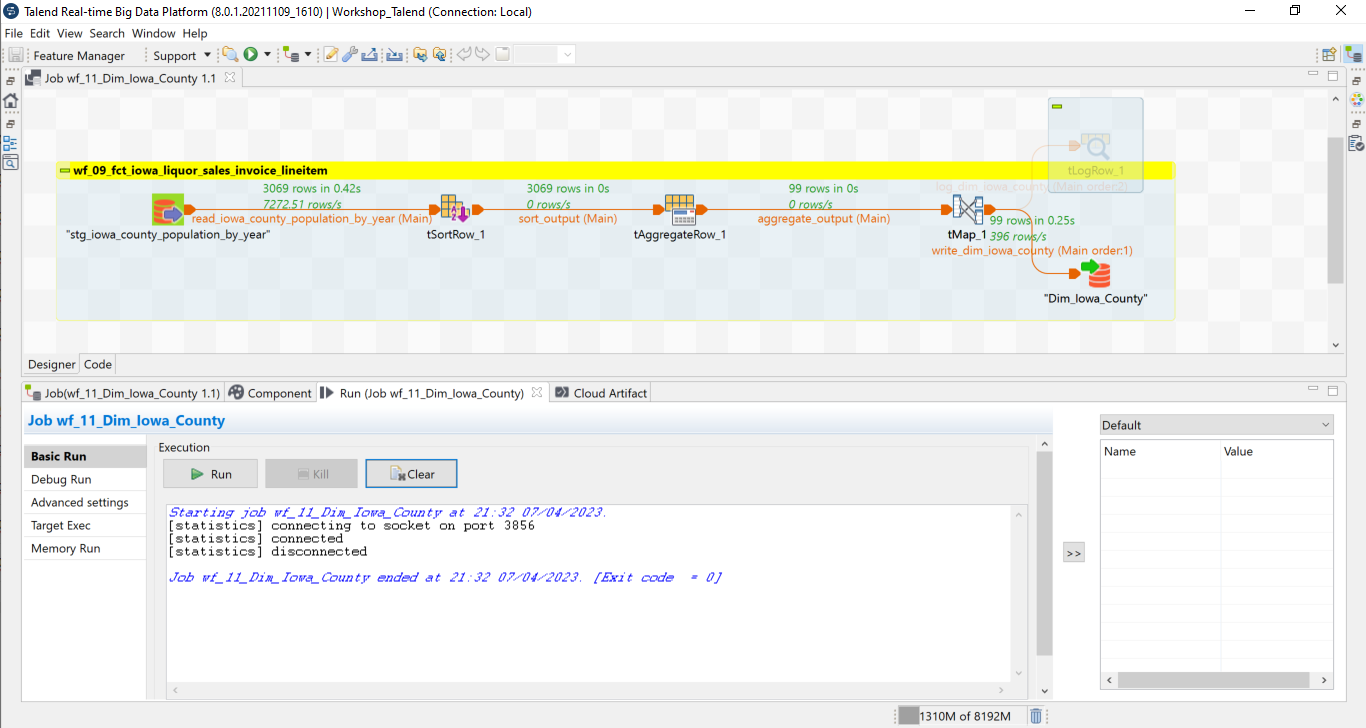 Talend Real-time Big Data Platform (8.0.1.20211109_1610) | Workshop_Talend (Connection: Local)
File Edit View Search Window Help
Feature Manager Support
Job wf_11_Dim_Iowa_County 1.1
wf_09_fct_iowa_liquor_sales_invoice_lineitem
tLogRow_1
log_dim_iowa_county (Main order:2)
3069 rows in 0.42s 3069 rows in 0s 99 rows in 0s
7272.51 rows/s 0 rows/s 0 rows/s
read_iowa_county_population_by_year (Main) sort_output (Main) aggregate_output (Main)
99 rows in 0.25s
"stg_iowa_county_population_by_year" tSortRow_1 tAggregateRow_1 tMap_1 396 rows/s
write_dim_iowa_county (Main order:1)
"Dim_Iowa_County"
Designer Code
Job(wf_11_Dim_Iowa_County 1.1) Component Run (Job wf_11_Dim_Iowa_County) Cloud Artifact
Job wf_11_Dim_Iowa_County
Default
Basic Run
Debug Run
Advanced settings
Target Exec
Memory Run
Execution
Run Kill Clear
Starting job wf_11_Dim_Iowa_County at 21:32 07/04/2023.
[statistics] connecting to socket on port 3856
[statistics] connected
[statistics] disconnected
Job wf_11_Dim_Iowa_County ended at 21:32 07/04/2023. [Exit code  = 0]
>>
Name Value
1310M of 8192M